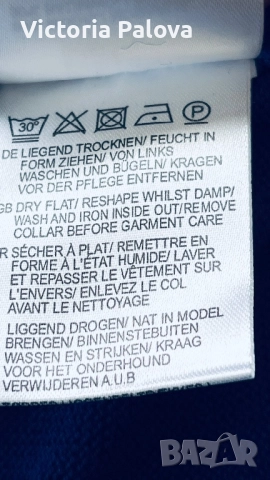 Victoria Palova
30°
P
DE LIEGEND TROCKNEN/ FEUCHT IN
FORM ZIEHEN/ VON LINKS
WASCHEN UND BÜGELN/ KRAGEN
VOR DER PFLEGE ENTFERNEN
GB DRY FLAT/ RESHAPE WHILST DAMP/
WASH AND IRON INSIDE OUT/REMOVE
COLLAR BEFORE GARMENT CARE
R SÉCHER À PLAT/ REMETTRE EN
FORME À L'ÉTAT HUMIDE/ LAVER
ET REPASSER LE VÊTEMENT SUR
L'ENVERS/ ENLEVEZ LE COL
AVANT LE NETTOYAGE
LIGGEND DROGEN/ NAT IN MODEL
BRENGEN/ BINNENSTEBUITEN
WASSEN EN STRIJKEN/ KRAAG
VOOR HET ONDERHOUD
VERWIJDEREN A.U.B
BAZAR